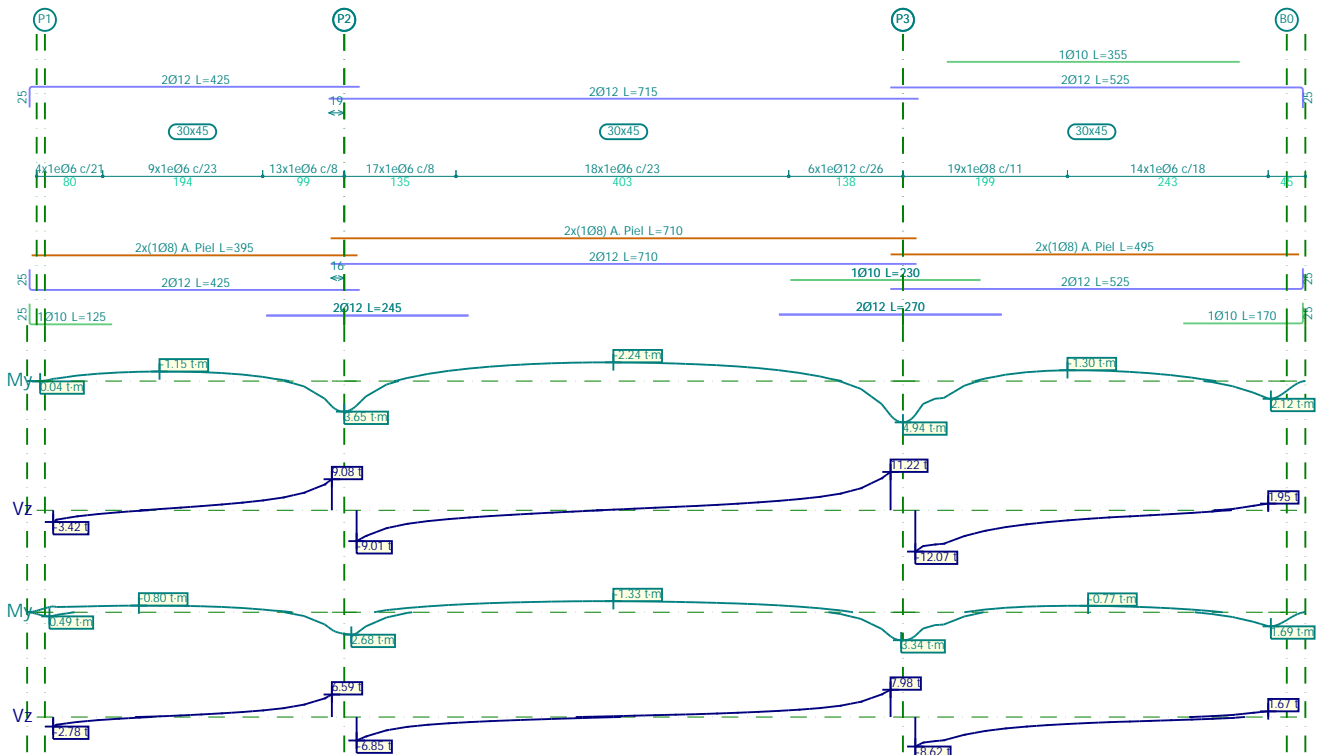 P1 P2 P3 B0
1Ø10 L=355
2Ø12 L=425 2Ø12 L=525
25 19 2Ø12 L=715 25
30x45 30x45 30x45
4x1eØ6 c/21 9x1eØ6 c/23 13x1eØ6 c/8 17x1eØ6 c/8 18x1eØ6 c/23 6x1eØ12 c/26 19x1eØ8 c/11 14x1eØ6 c/18
80 194 99 135 403 138 199 243 45
2x(1Ø8) A. Piel L=710
2x(1Ø8) A. Piel L=395 2x(1Ø8) A. Piel L=495
2Ø12 L=710
16 1Ø10 L=230
25 2Ø12 L=425 2Ø12 L=525 25
2Ø12 L=245 2Ø12 L=270
25 1Ø10 L=125 1Ø10 L=170 25
-1.15 t·m -2.24 t·m -1.30 t·m
My
0.04 t·m 3.65 t·m 4.94 t·m 2.12 t·m
9.08 t 11.22 t 1.95 t
Vz
-3.42 t -9.01 t -12.07 t
-0.80 t·m -1.33 t·m -0.77 t·m
My
0.49 t·m 2.68 t·m 3.34 t·m 1.69 t·m
6.59 t 7.98 t 1.67 t
Vz
-2.78 t -6.85 t -8.62 t